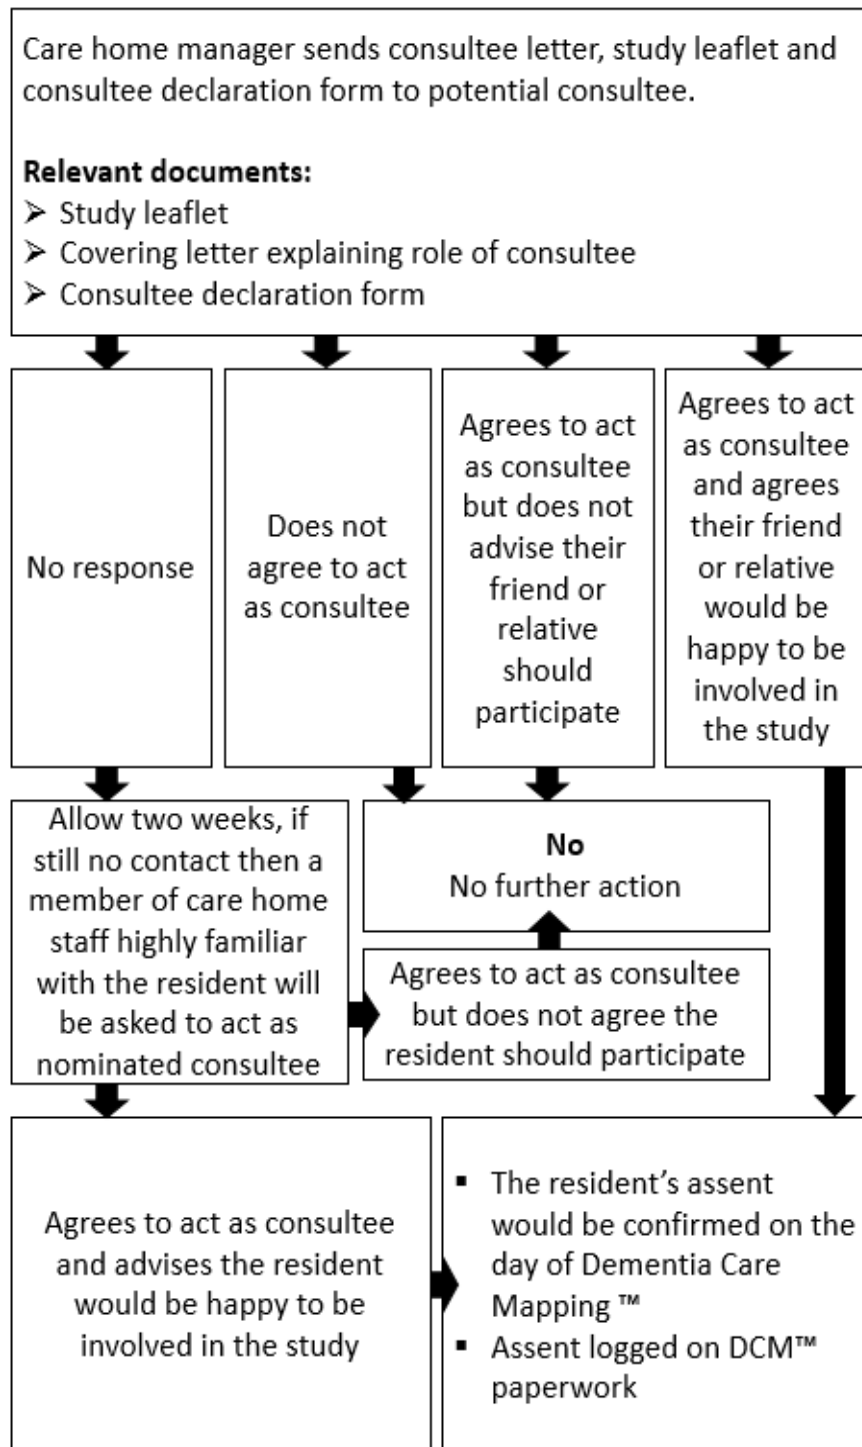 Care home manager sends consultee letter, study leaflet and
consultee declaration form to potential consultee.
Relevant documents:
➢ Study leaflet
➢ Covering letter explaining role of consultee
➢ Consultee declaration form
No response
Does not
agree to act
as consultee
Agrees to act
as consultee
but does not
advise their
friend or
relative
should
participate
Agrees to act
as consultee
and agrees
their friend
or relative
would be
happy to be
involved in
the study
Allow two weeks, if
still no contact then a
member of care home
staff highly familiar
with the resident will
be asked to act as
nominated consultee
No
No further action
Agrees to act as consultee
but does not agree the
resident should participate
Agrees to act as consultee
and advises the resident
would be happy to be
involved in the study
▪ The resident’s assent
would be confirmed on the
day of Dementia Care
Mapping ™
▪ Assent logged on DCM™
paperwork